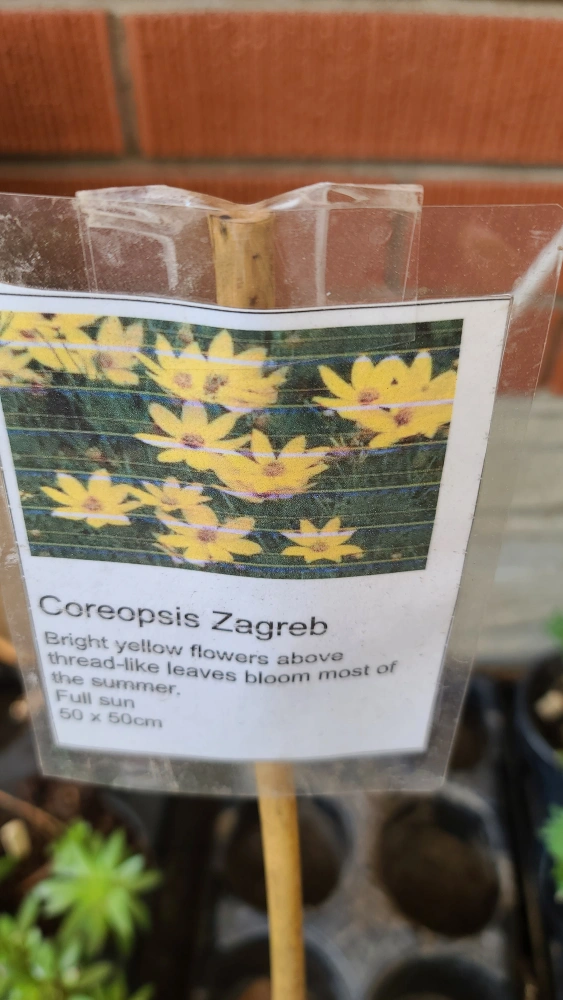 Coreopsis Zagreb
Bright yellow flowers above
thread-like leaves bloom most of
the summer.
Full sun
50 x 50cm